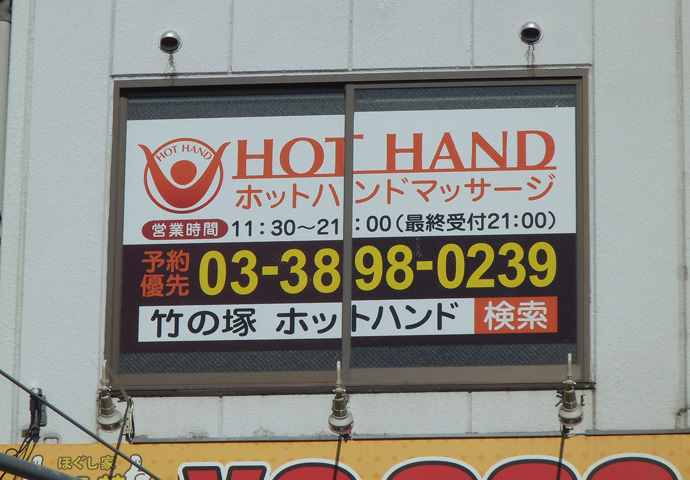 HOT HAND
HOT HAND
ホットハンドマッサージ
営業時間 11:30〜21:00(最終受付21:00)
予約優先 03-3898-0239
竹の塚 ホットハンド 検索
ほぐし家